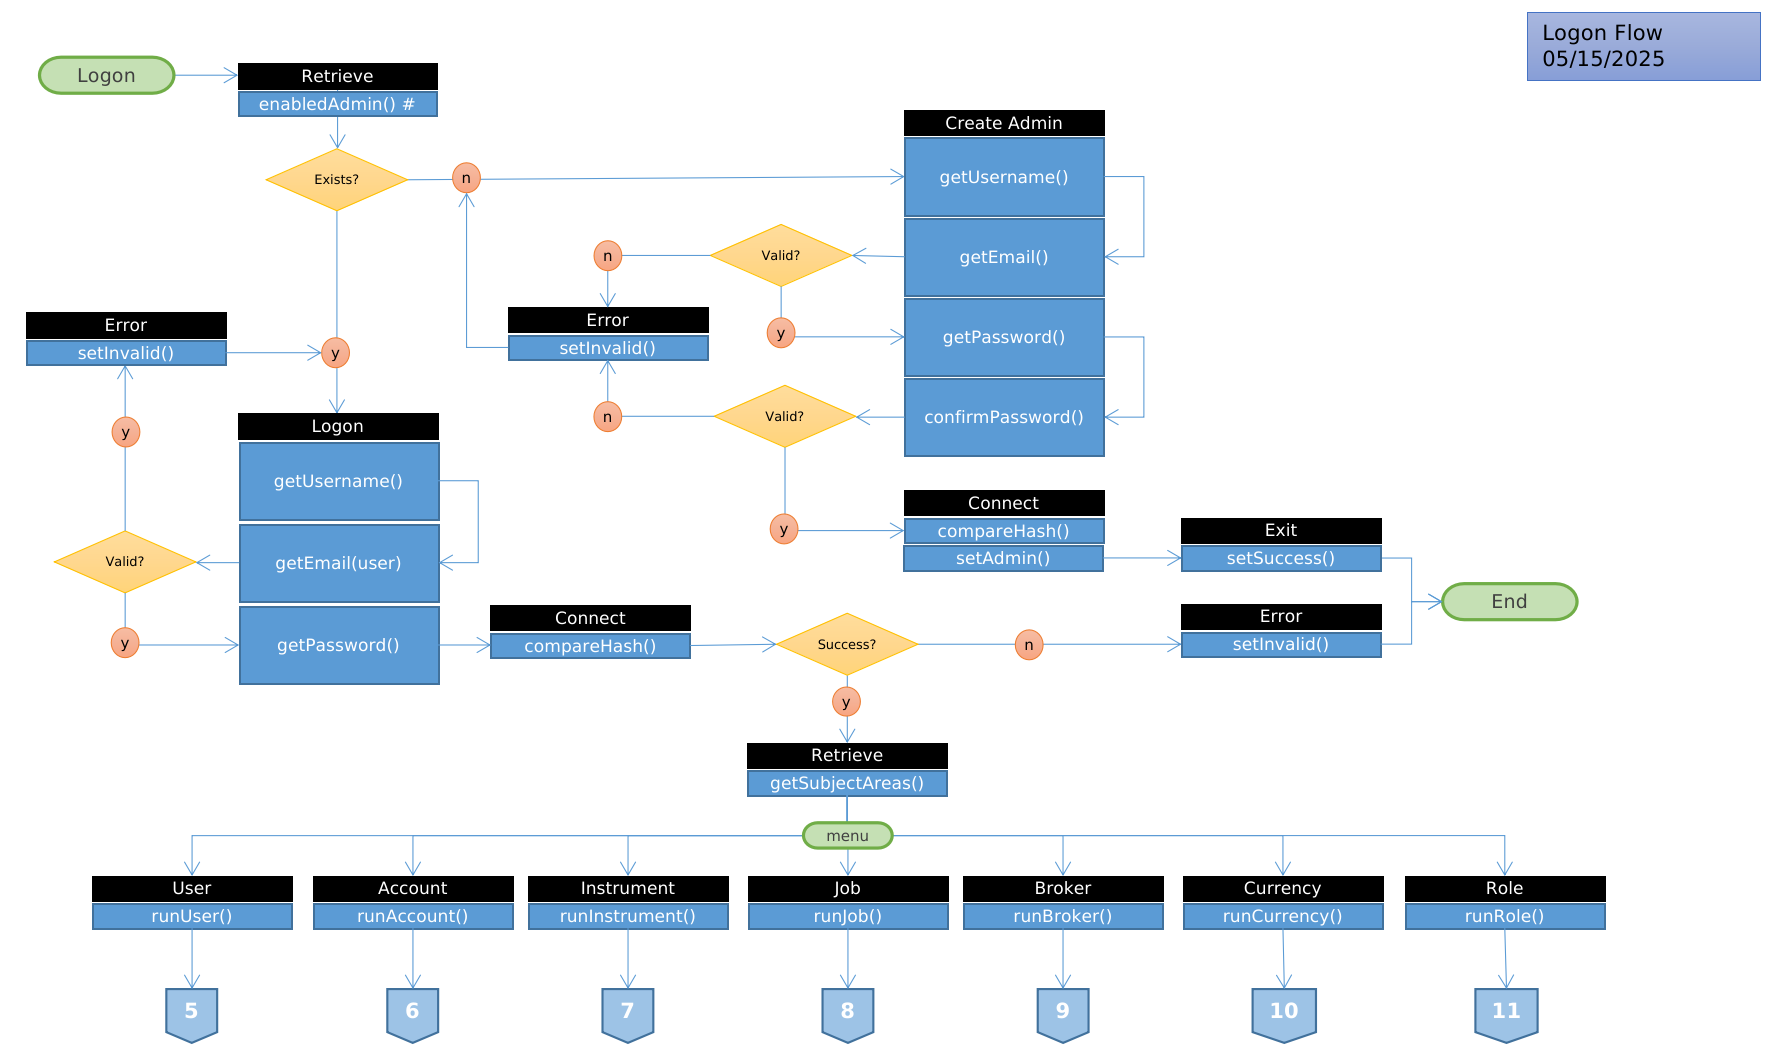 Logon Flow
05/15/2025
Logon
Retrieve
enabledAdmin() #
Exists?
n
Create Admin
getUsername()
getEmail()
getPassword()
confirmPassword()
Valid?
n
y
Error
setInvalid()
Valid?
n
y
Error
setInvalid()
y
y
Logon
getUsername()
getEmail(user)
getPassword()
Valid?
y
Connect
compareHash()
setAdmin()
Exit
setSuccess()
End
Error
setInvalid()
Connect
compareHash()
Success?
n
y
Retrieve
getSubjectAreas()
menu
User
runUser()
Account
runAccount()
Instrument
runInstrument()
Job
runJob()
Broker
runBroker()
Currency
runCurrency()
Role
runRole()
5
6
7
8
9
10
11